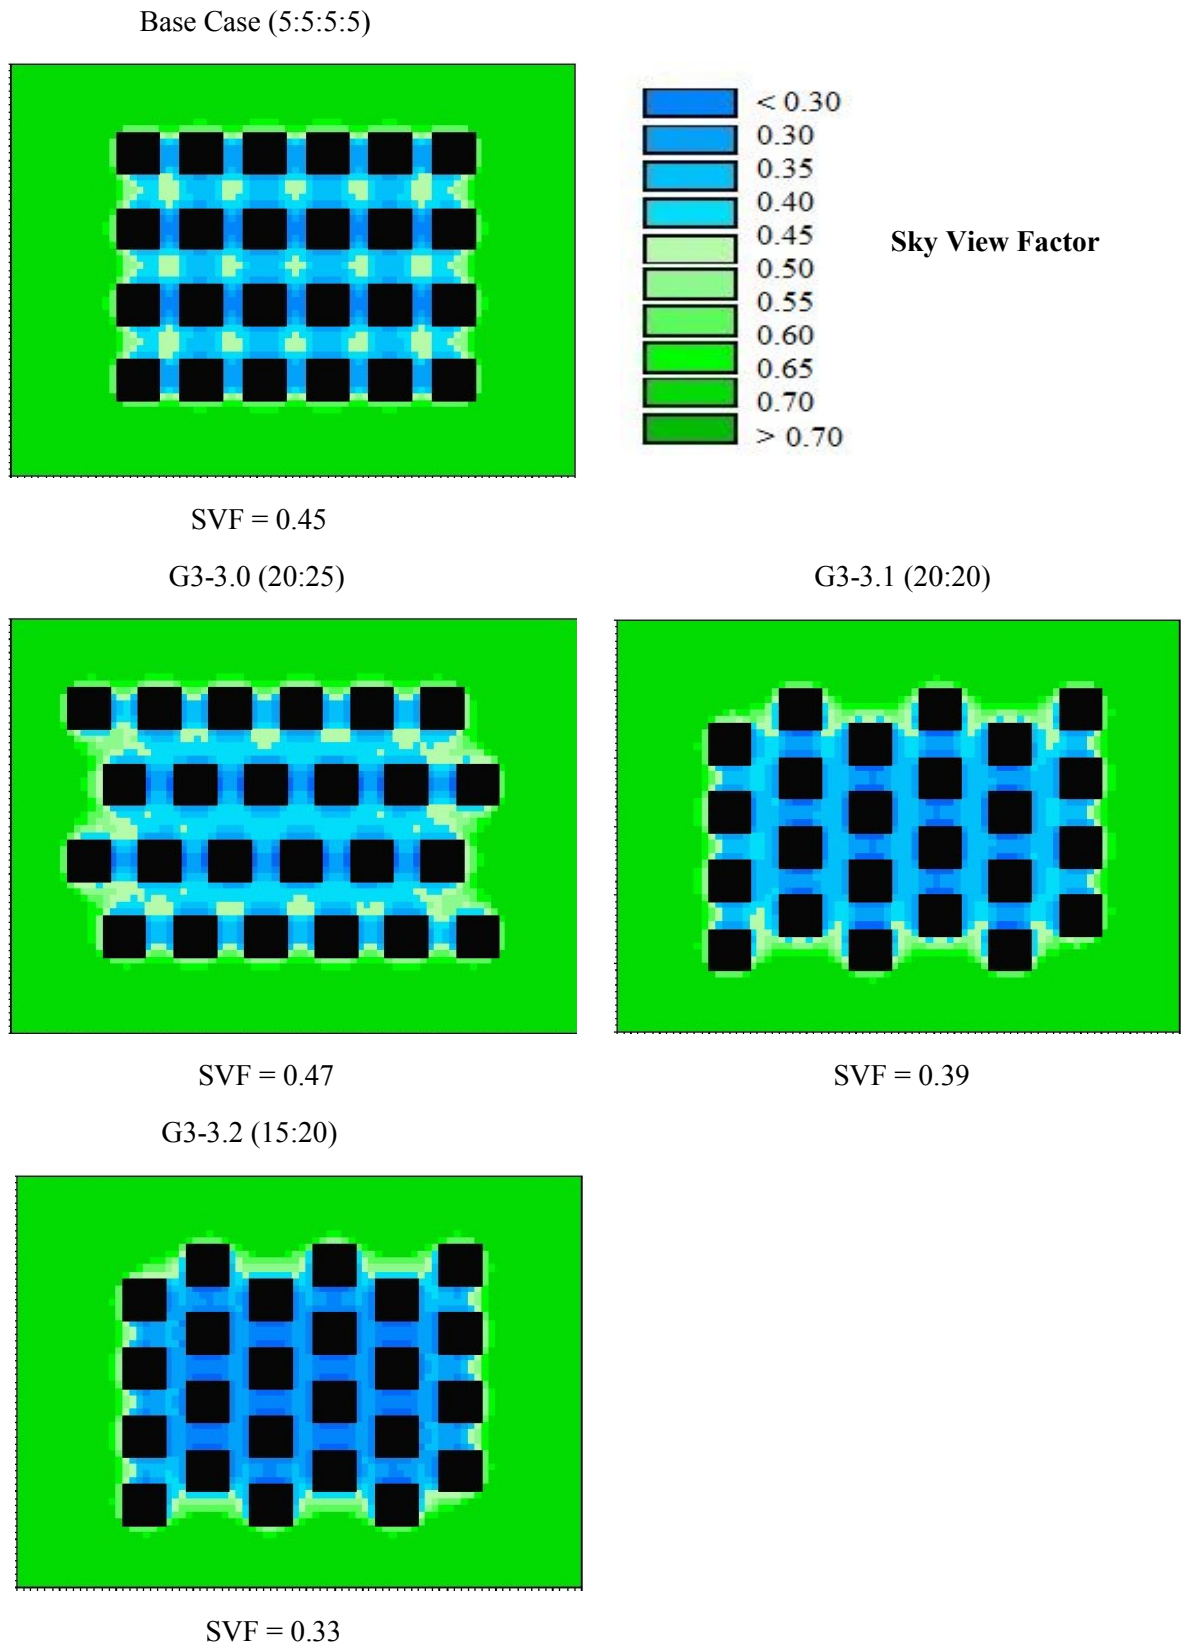 Base Case (5:5:5:5)
< 0.30
0.30
0.35
0.40
0.45
0.50
0.55
0.60
0.65
0.70
> 0.70
Sky View Factor
SVF = 0.45
G3-3.0 (20:25)
G3-3.1 (20:20)
SVF = 0.47
SVF = 0.39
G3-3.2 (15:20)
SVF = 0.33